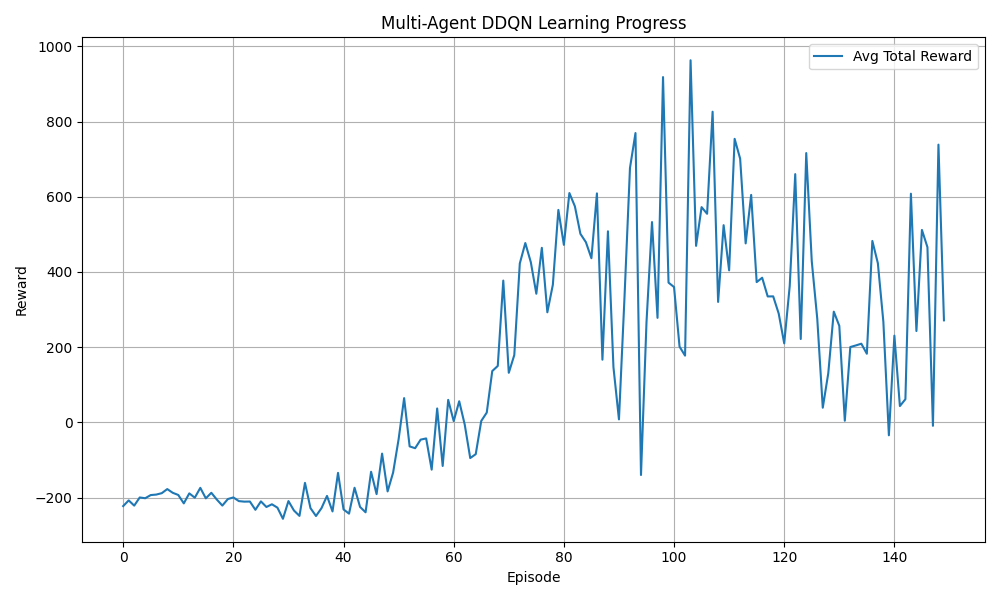 Multi-Agent DDQN Learning Progress
Avg Total Reward
1000
800
600
400
200
0
−200
Reward
0 20 40 60 80 100 120 140
Episode